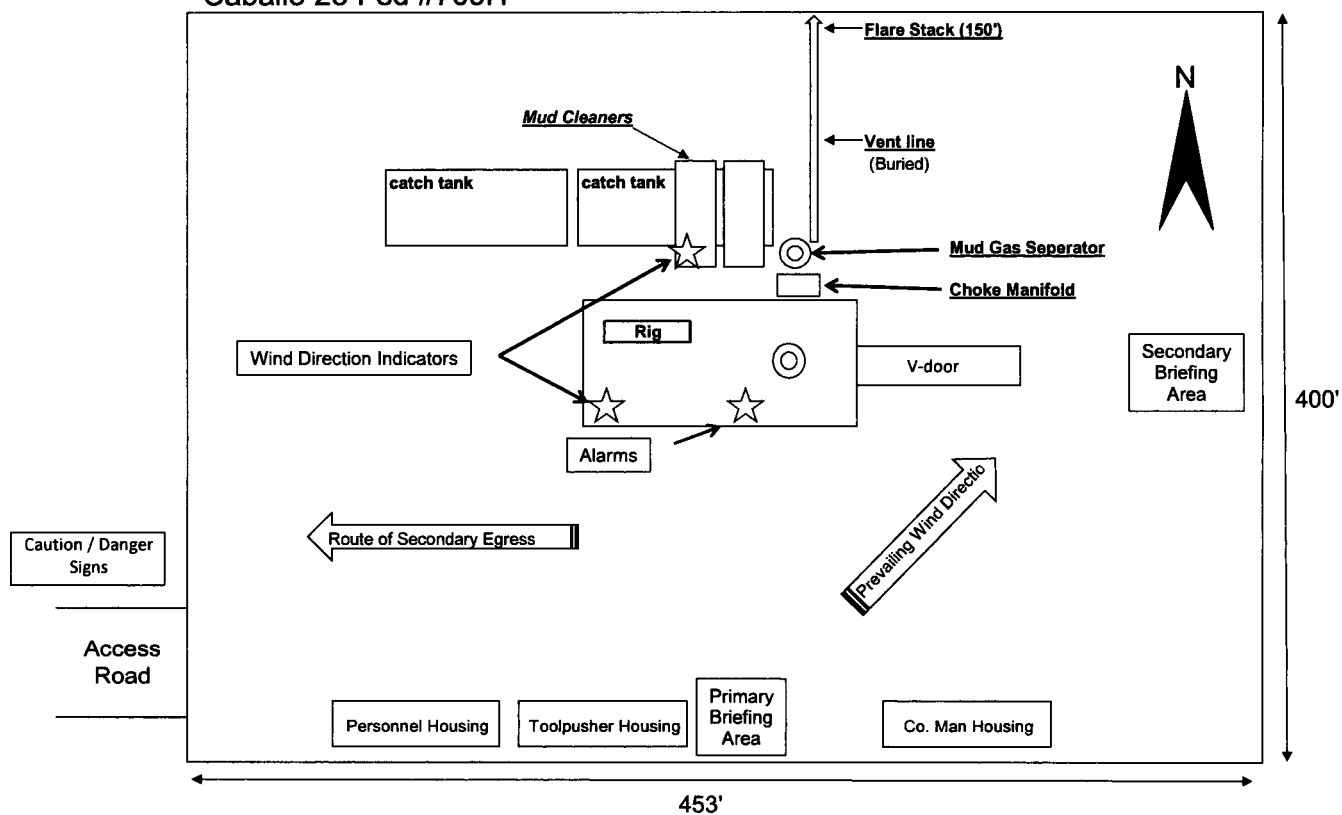 Flare Stack (150')
N
Mud Cleaners
Vent line
(Buried)
catch tank
catch tank
Mud Gas Seperator
Choke Manifold
Rig
Wind Direction Indicators
V-door
Secondary
Briefing
Area
400'
Alarms
Prevailing Wind Directio
Route of Secondary Egress
Caution / Danger
Signs
Access
Road
Primary
Briefing
Area
Personnel Housing
Toolpusher Housing
Co. Man Housing
453'